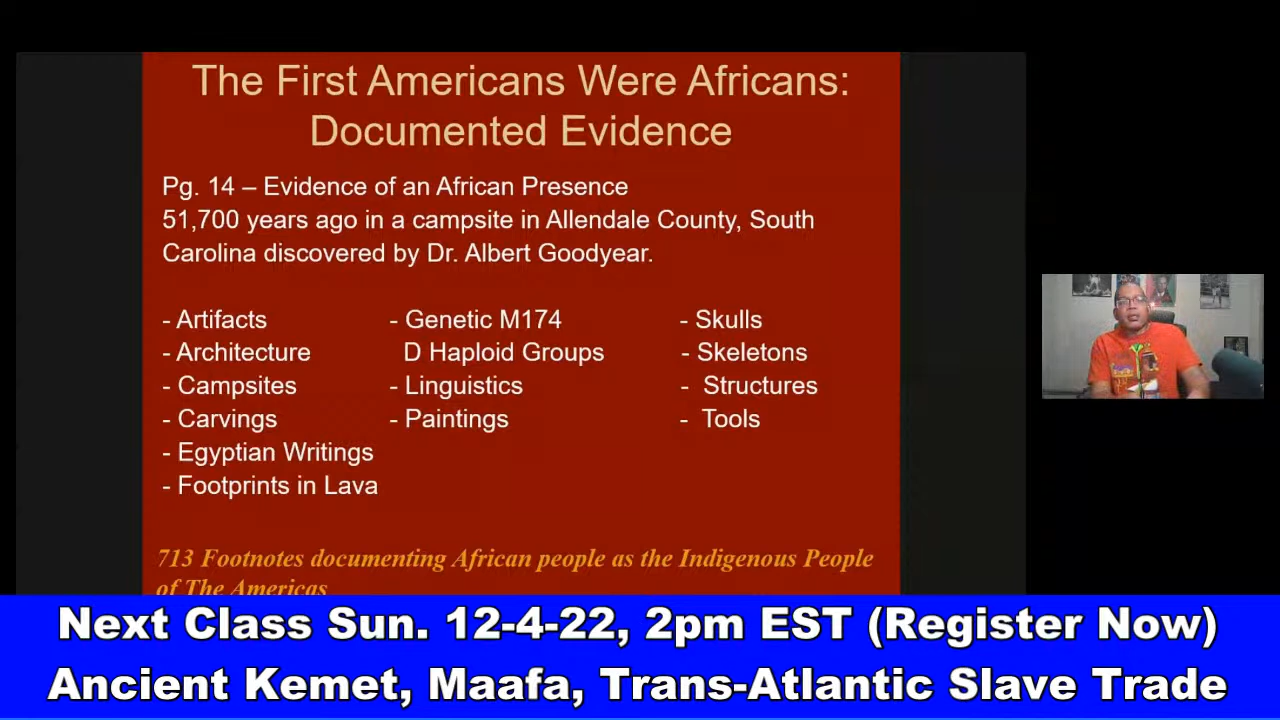 The First Americans Were Africans:
Documented Evidence
Pg. 14 – Evidence of an African Presence
51,700 years ago in a campsite in Allendale County, South
Carolina discovered by Dr. Albert Goodyear.
- Artifacts
- Architecture
- Campsites
- Carvings
- Egyptian Writings
- Footprints in Lava
- Genetic M174
D Haploid Groups
- Linguistics
- Paintings
- Skulls
- Skeletons
- Structures
- Tools
713 Footnotes documenting African people as the Indigenous People
of The Americas
Next Class Sun. 12-4-22, 2pm EST (Register Now)
Ancient Kemet, Maafa, Trans-Atlantic Slave Trade